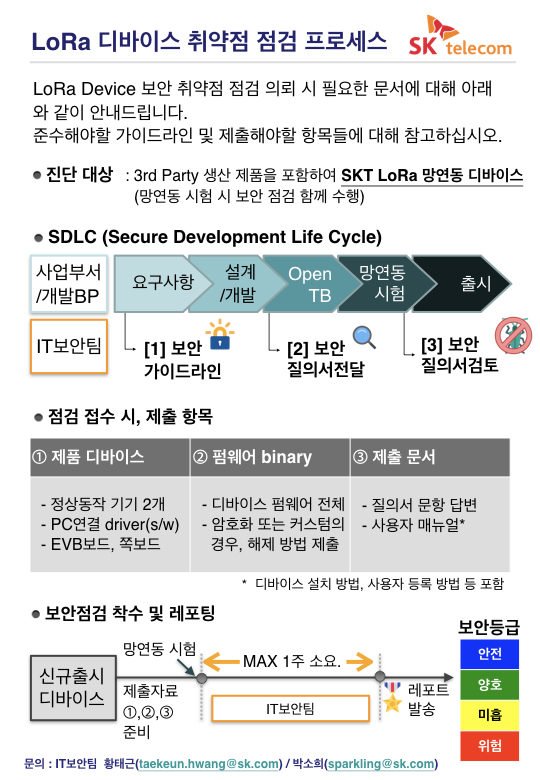 LoRa 디바이스 취약점 점검 프로세스
SK telecom
LoRa Device 보안 취약점 점검 의뢰 시 필요한 문서에 대해 아래
와 같이 안내드립니다.
준수해야할 가이드라인 및 제출해야할 항목들에 대해 참고하십시오.
● 진단 대상 : 3rd Party 생산 제품을 포함하여 SKT LoRa 망연동 디바이스
(망연동 시험 시 보안 점검 함께 수행)
● SDLC (Secure Development Life Cycle)
사업부서
/개발BP
요구사항
설계
/개발
Open
TB
망연동
시험
출시
IT보안팀
[1] 보안
가이드라인
[2] 보안
질의서전달
[3] 보안
질의서검토
● 점검 접수 시, 제출 항목
① 제품 디바이스
② 펌웨어 binary
③ 제출 문서
- 정상동작 기기 2개
- PC연결 driver(s/w)
- EVB보드, 쪽보드
- 디바이스 펌웨어 전체
- 암호화 또는 커스텀의
경우, 해제 방법 제출
- 질의서 문항 답변
- 사용자 매뉴얼*
* 디바이스 설치 방법, 사용자 등록 방법 등 포함
● 보안점검 착수 및 레포팅
신규출시
디바이스
망연동 시험
제출자료
①,②,③
준비
MAX 1주 소요.
IT보안팀
레포트
발송
보안등급
안전
양호
미흡
위험
문의 : IT보안팀 황태근(taekeun.hwang@sk.com) / 박소희(sparkling@sk.com)